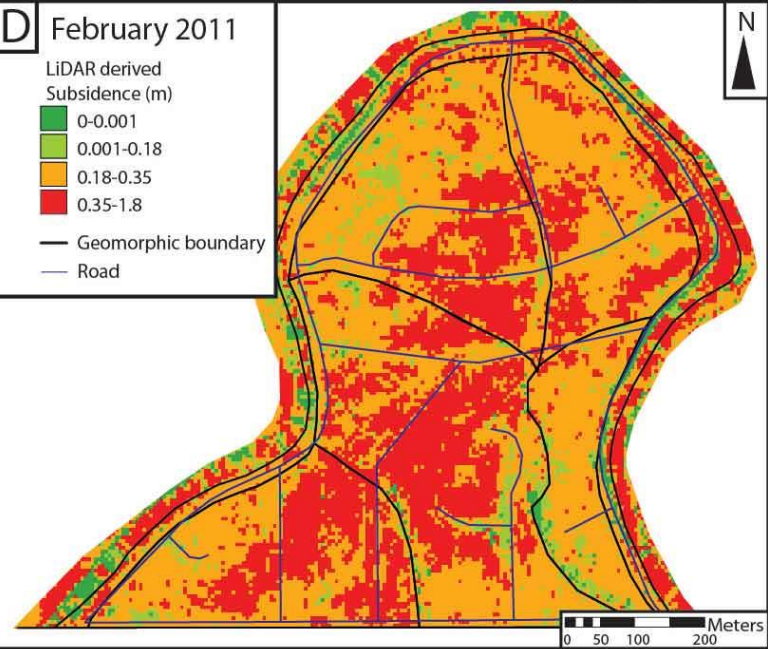 D February 2011
LiDAR derived
Subsidence (m)
0-0.001
0.001-0.18
0.18-0.35
0.35-1.8
Geomorphic boundary
Road
N
Meters
0 50 100 200